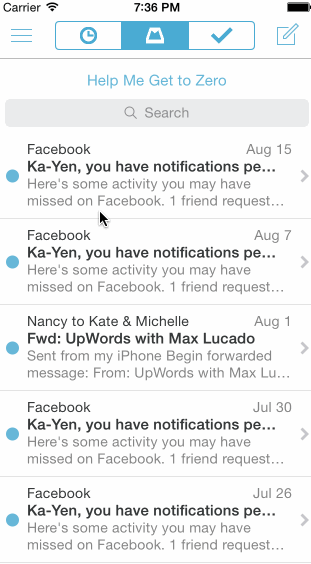 Carrier 7:36 PM
Help Me Get to Zero
Search
Facebook Aug 15
Ka-Yen, you have notifications pe...
Here's some activity you may have
missed on Facebook. 1 friend request...
Facebook Aug 7
Ka-Yen, you have notifications pe...
Here's some activity you may have
missed on Facebook. 1 friend request...
Nancy to Kate & Michelle Aug 1
Fwd: UpWords with Max Lucado
Sent from my iPhone Begin forwarded
message: From: UpWords with Max Lu...
Facebook Jul 30
Ka-Yen, you have notifications pe...
Here's some activity you may have
missed on Facebook. 1 friend request...
Facebook Jul 26
Ka-Yen, you have notifications pe...
Here's some activity you may have
missed on Facebook. 1 friend request...